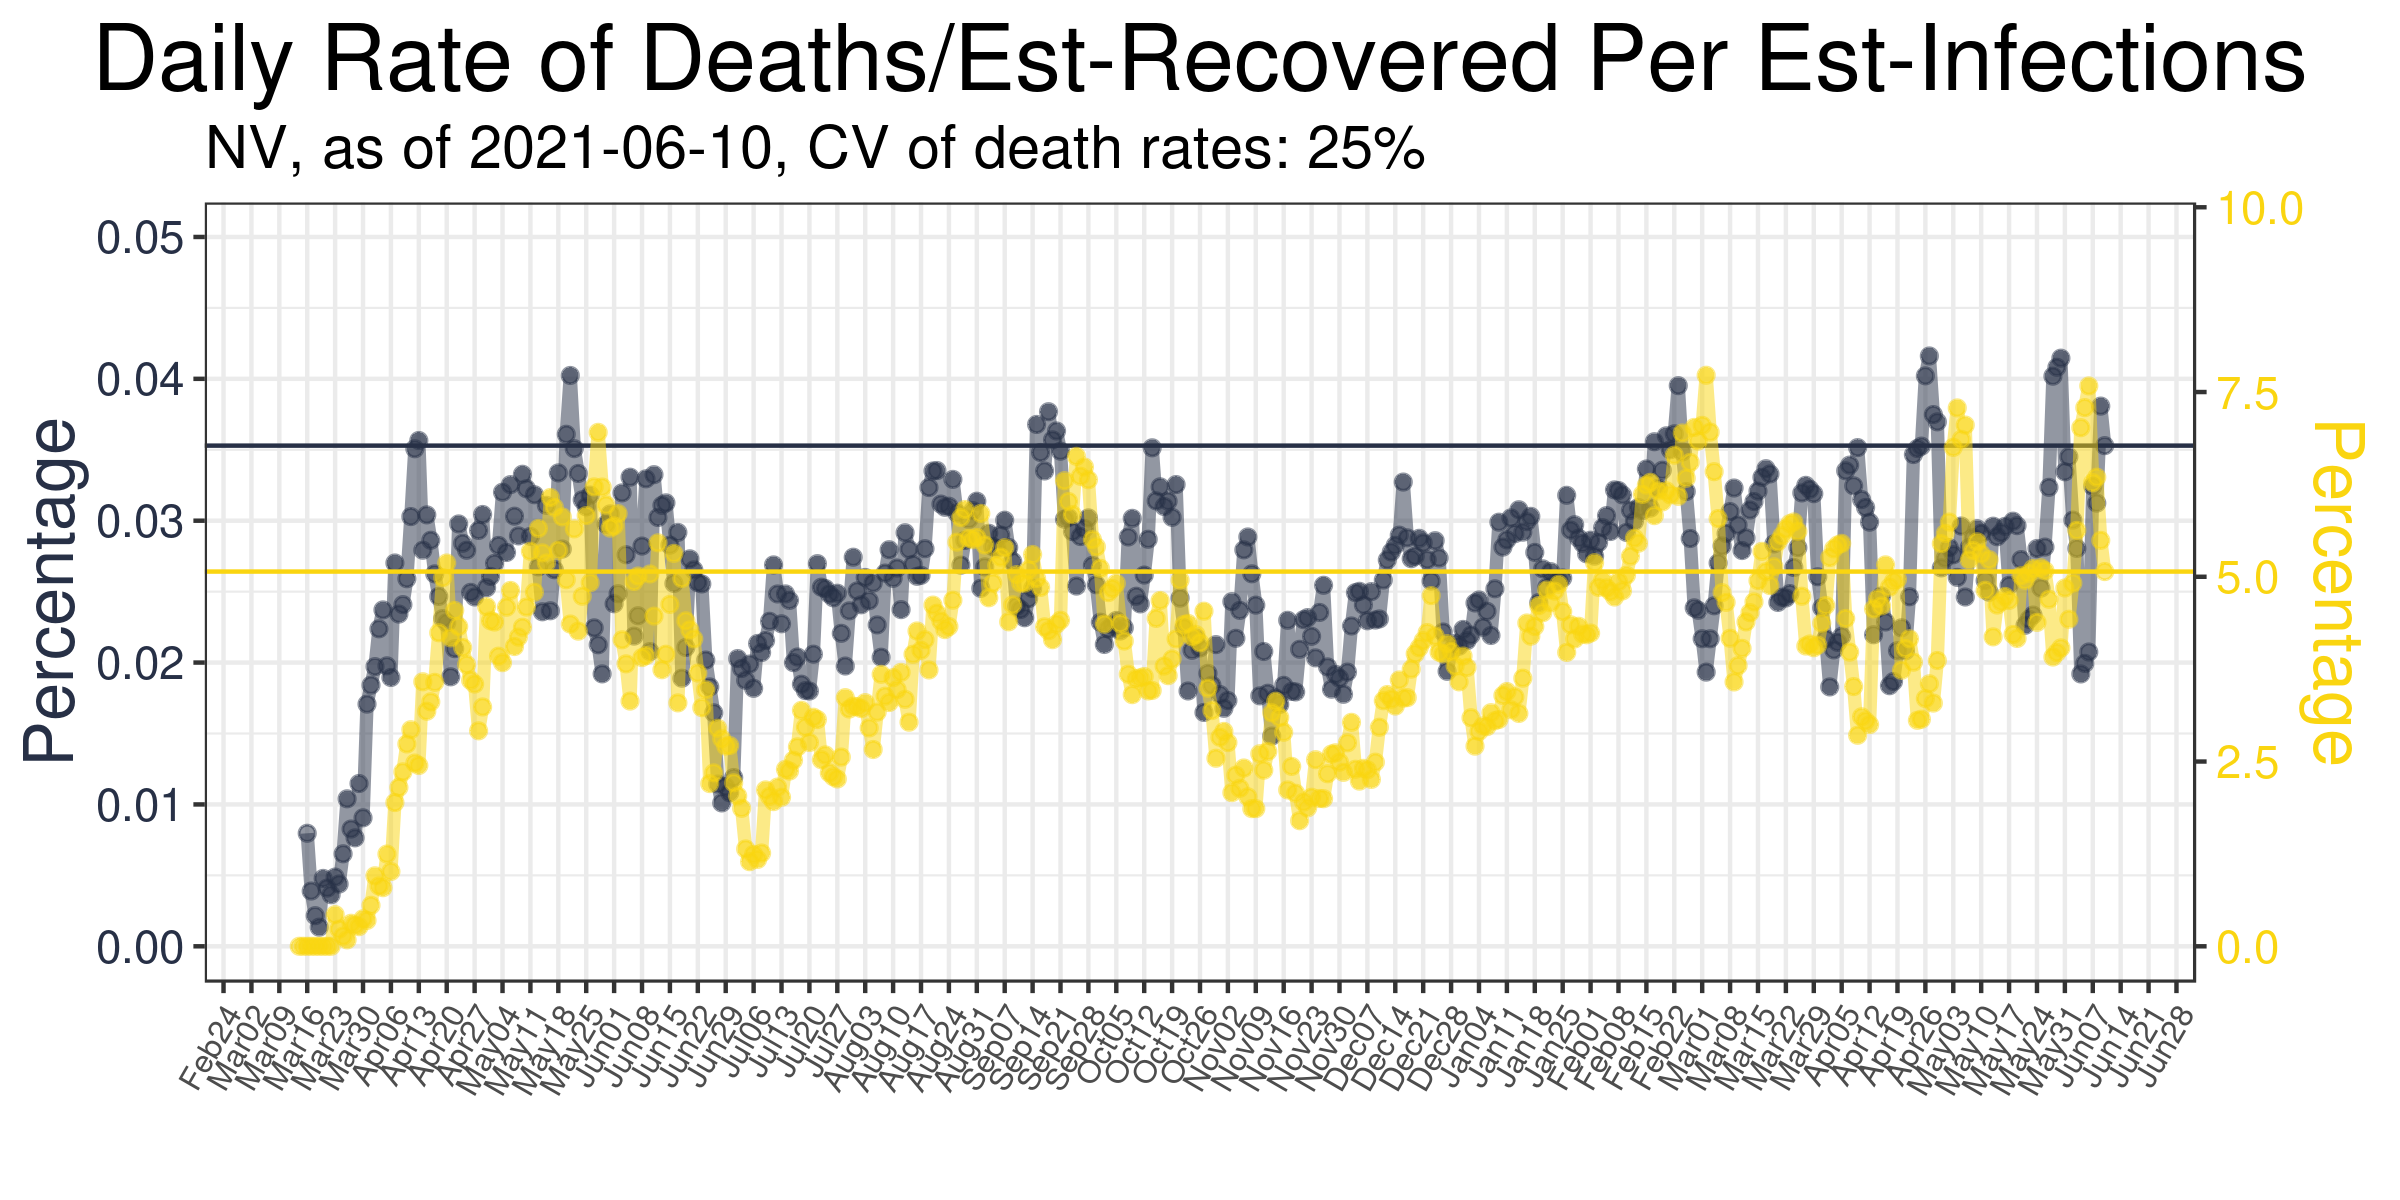 Daily Rate of Deaths/Est-Recovered Per Est-Infections
NV, as of 2021-06-10, CV of death rates: 25%
Percentage
0.05
0.04
0.03
0.02
0.01
0.00
10.0
7.5
5.0
2.5
0.0
Percentage
Feb24
Mar02
Mar09
Mar16
Mar23
Mar30
Apr06
Apr13
Apr20
Apr27
May04
May11
May18
May25
Jun01
Jun08
Jun15
Jun22
Jun29
Jul06
Jul13
Jul20
Jul27
Aug03
Aug10
Aug17
Aug24
Aug31
Sep07
Sep14
Sep21
Sep28
Oct05
Oct12
Oct19
Oct26
Nov02
Nov09
Nov16
Nov23
Nov30
Dec07
Dec14
Dec21
Dec28
Jan04
Jan11
Jan18
Jan25
Feb01
Feb08
Feb15
Feb22
Mar01
Mar08
Mar15
Mar22
Mar29
Apr05
Apr12
Apr19
Apr26
May03
May10
May17
May24
May31
Jun07
Jun14
Jun21
Jun28